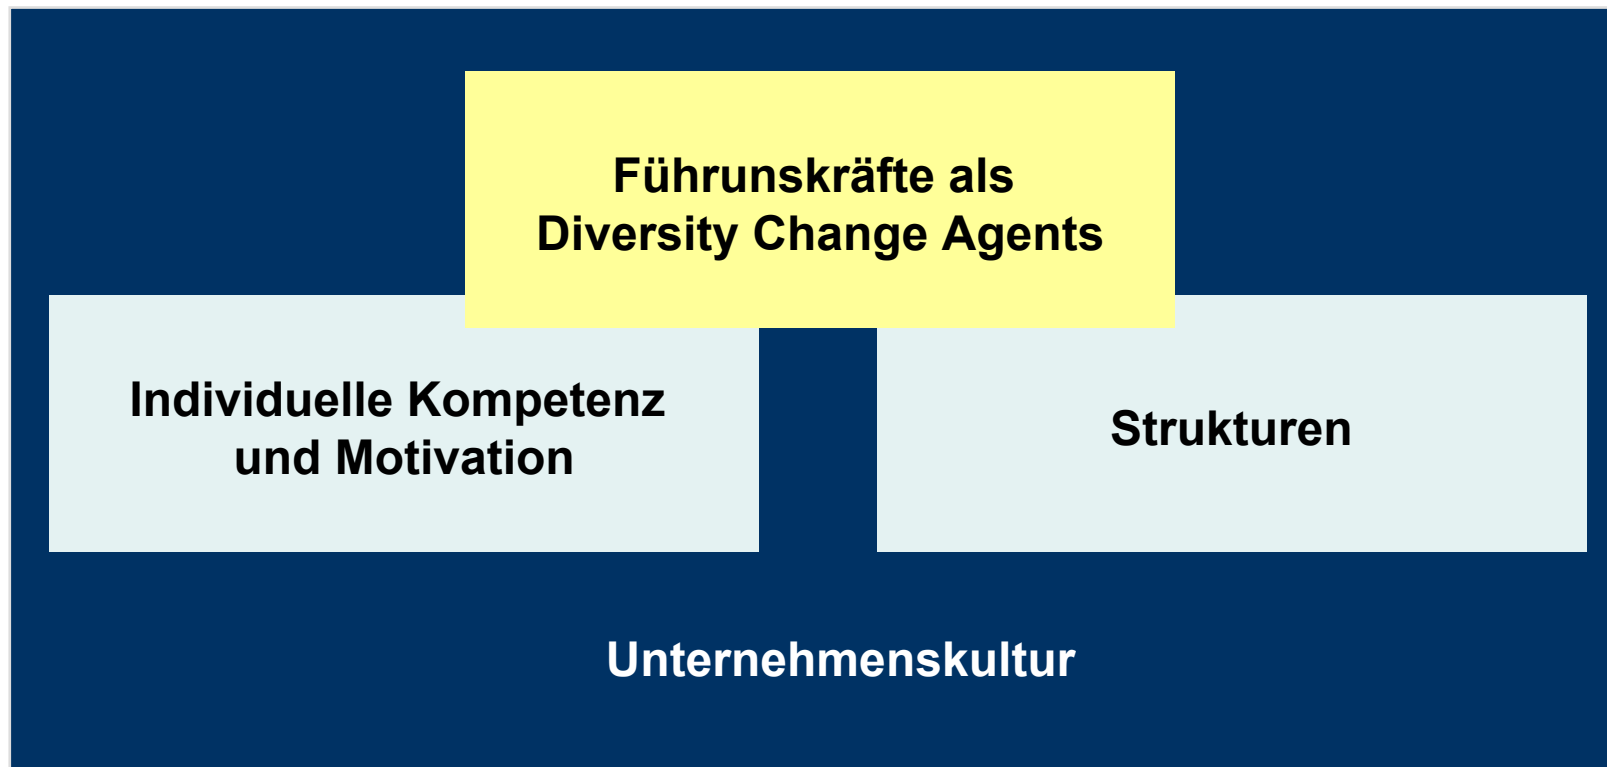 Führunskräfte als
Diversity Change Agents
Individuelle Kompetenz
und Motivation
Strukturen
Unternehmenskultur